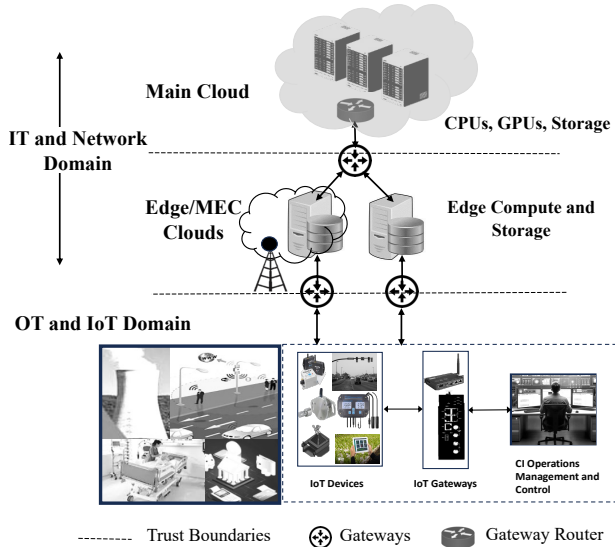 Main Cloud
CPUs, GPUs, Storage
IT and Network
Domain
Edge/MEC
Clouds
Edge Compute and
Storage
OT and IoT Domain
IoT Devices
IoT Gateways
CI Operations
Management and
Control
Trust Boundaries
Gateways
Gateway Router